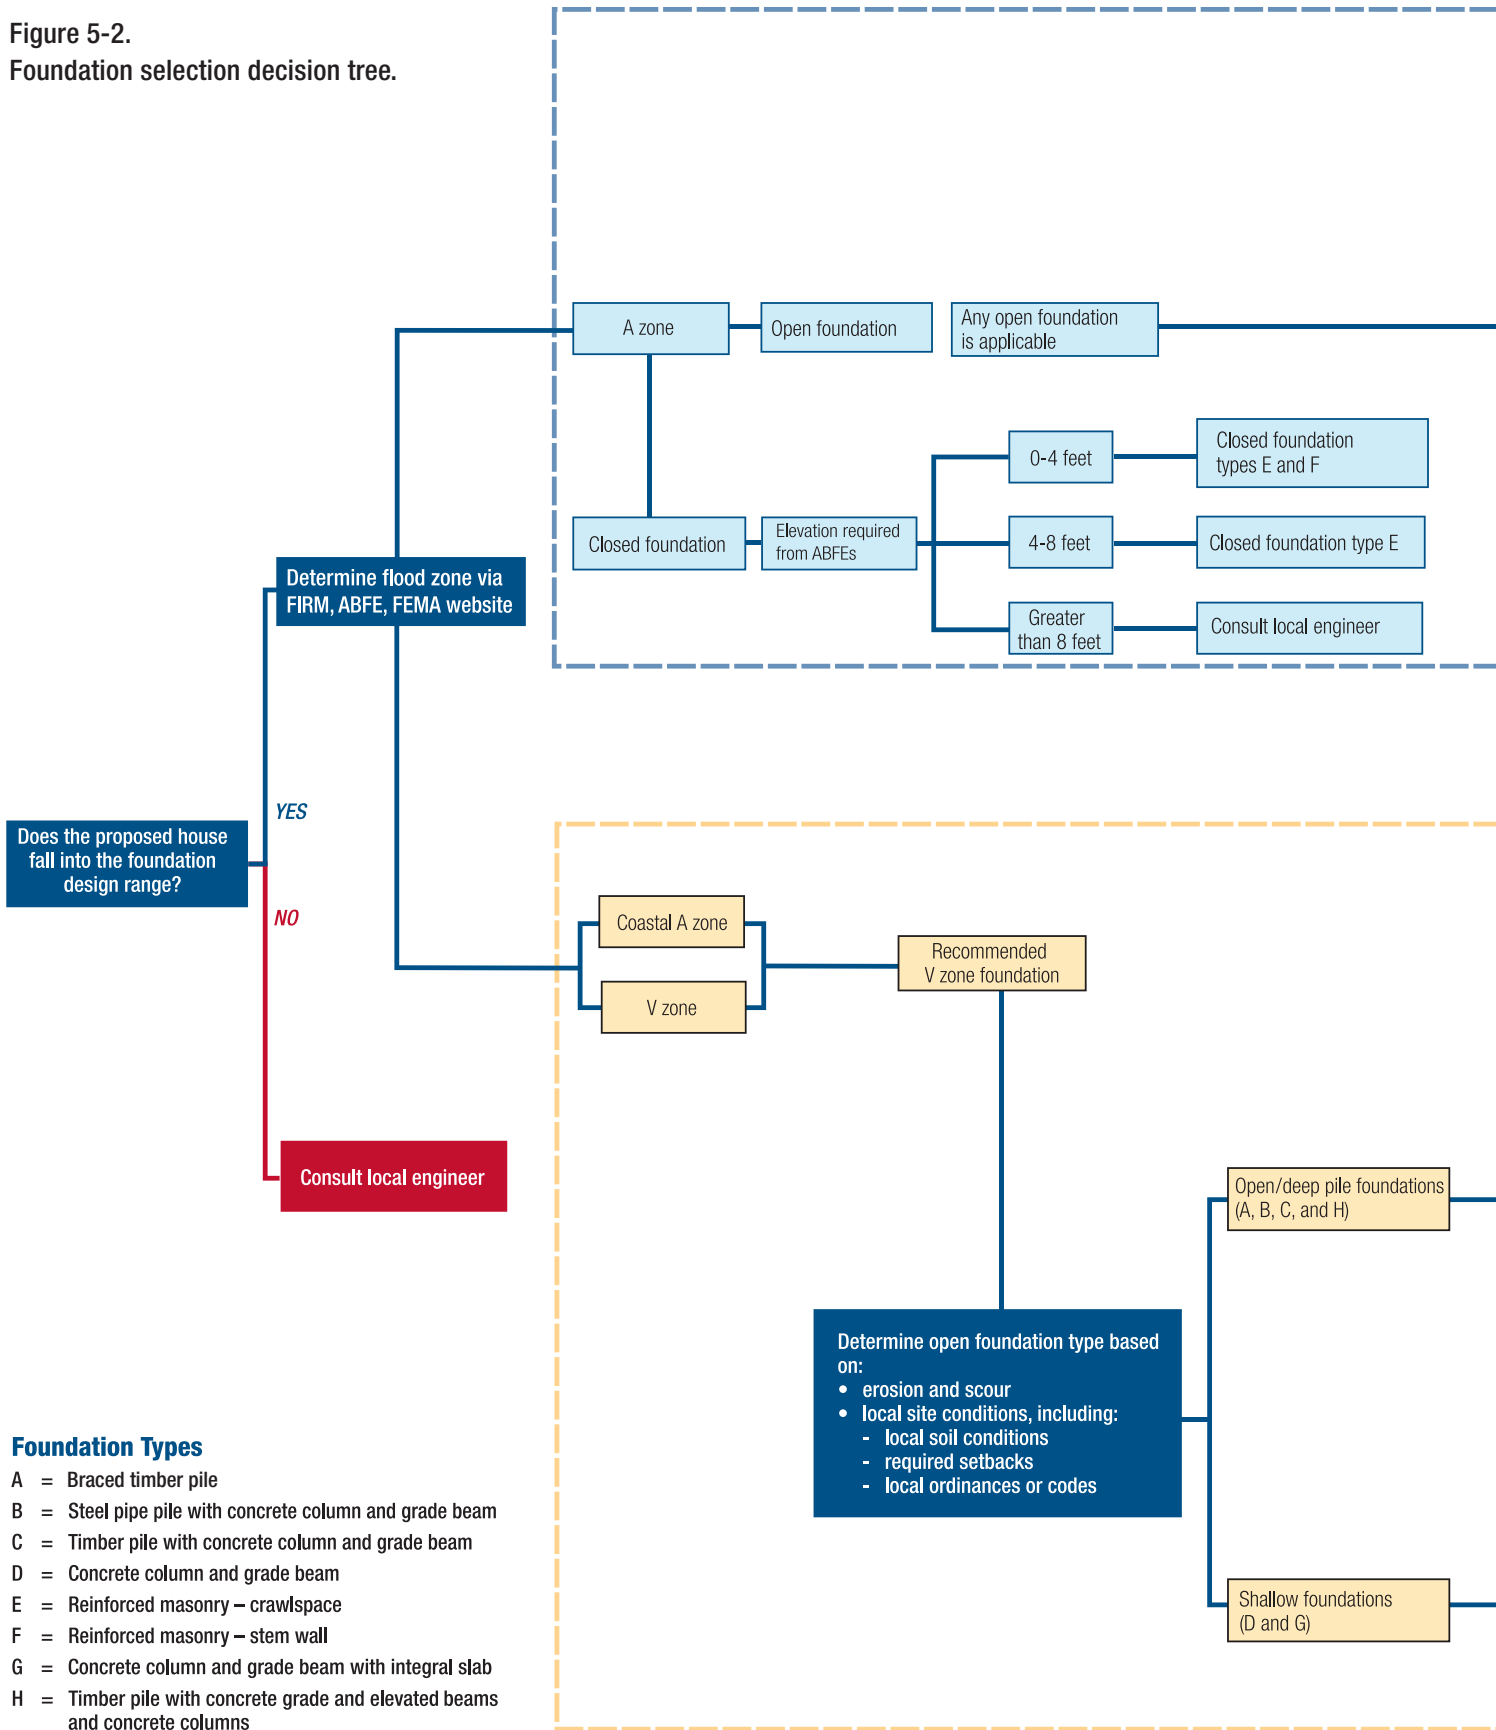 Figure 5-2.
Foundation selection decision tree.
A zone
Open foundation
Any open foundation
is applicable
0-4 feet
Closed foundation
types E and F
Closed foundation
Elevation required
from ABFEs
4-8 feet
Closed foundation type E
Greater
than 8 feet
Consult local engineer
Determine flood zone via
FIRM, ABFE, FEMA website
YES
Does the proposed house
fall into the foundation
design range?
NO
Consult local engineer
Coastal A zone
V zone
Recommended
V zone foundation
Open/deep pile foundations
(A, B, C, and H)
Determine open foundation type based
on:
• erosion and scour
• local site conditions, including:
- local soil conditions
- required setbacks
- local ordinances or codes
Shallow foundations
(D and G)
Foundation Types
A = Braced timber pile
B = Steel pipe pile with concrete column and grade beam
C = Timber pile with concrete column and grade beam
D = Concrete column and grade beam
E = Reinforced masonry – crawlspace
F = Reinforced masonry – stem wall
G = Concrete column and grade beam with integral slab
H = Timber pile with concrete grade and elevated beams
and concrete columns